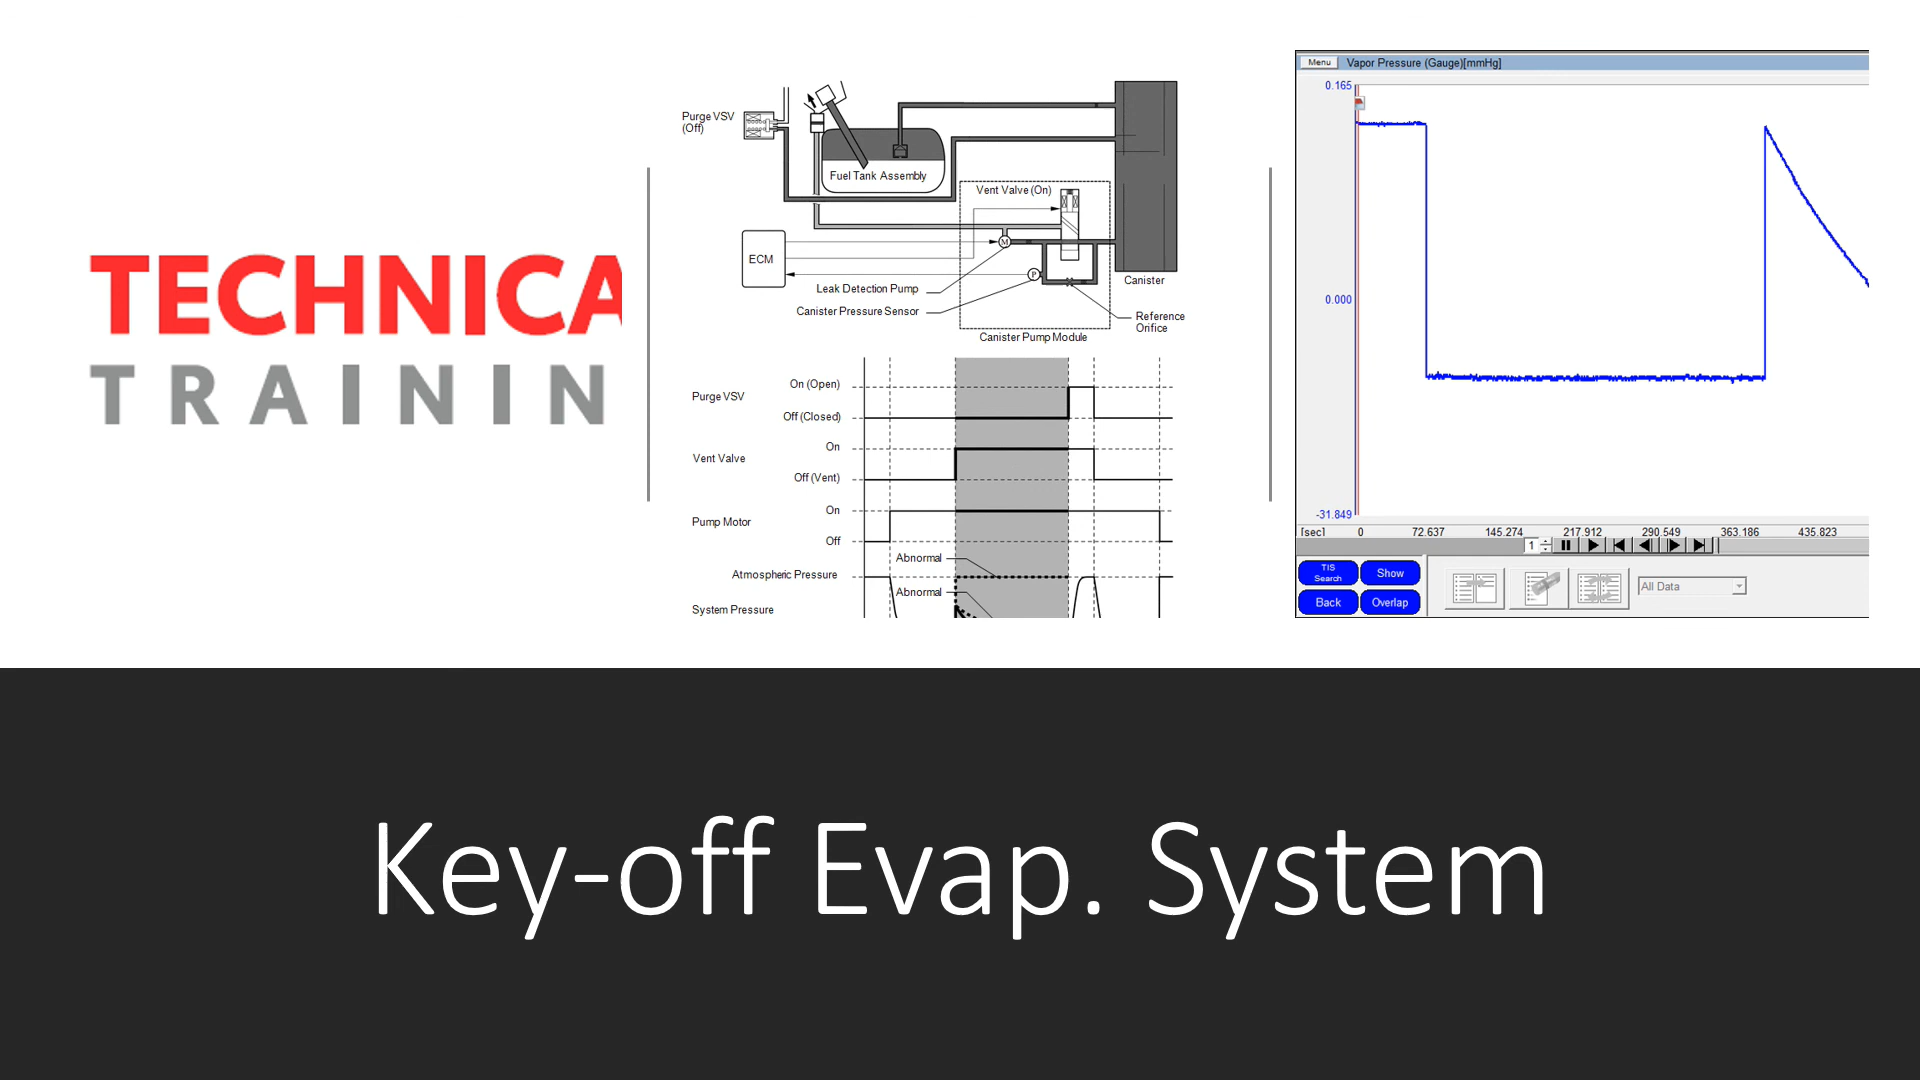 TECHNICA
TRAININ
Purge VSV
(Off)
Fuel Tank Assembly
Vent Valve (On)
ECM
M
P
Leak Detection Pump
Canister Pressure Sensor
Canister
Reference
Orifice
Canister Pump Module
Purge VSV
On (Open)
Off (Closed)
Vent Valve
On
Off (Vent)
Pump Motor
On
Off
Abnormal
Atmospheric Pressure
Abnormal
System Pressure
Menu Vapor Pressure (Gauge)[mmHg]
0.165
0.000
-31.849
[sec] 0 72.637 145.274 217.912 290.549 363.186 435.823
1
TIS
Search
Show
Back
Overlap
All Data
Key-off Evap. System